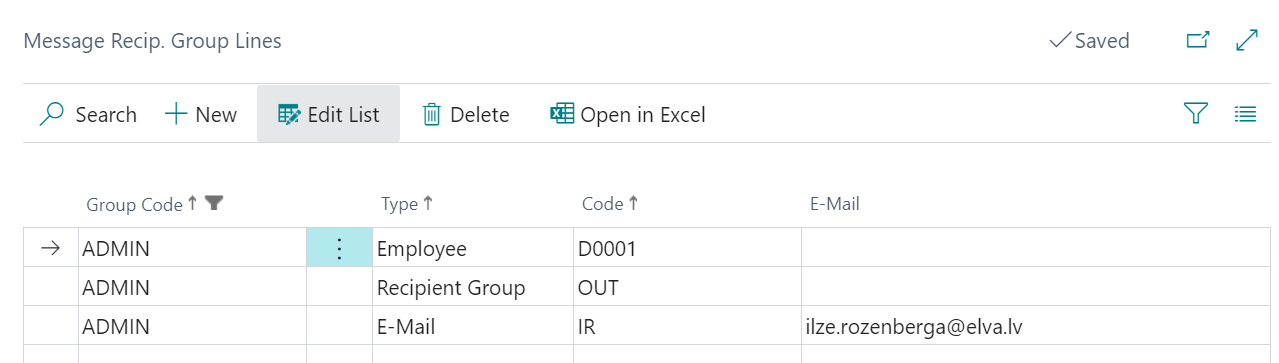 Message Recip. Group Lines Saved
Search New Edit List Delete Open in Excel
Group Code Type Code E-Mail
ADMIN Employee D0001
ADMIN Recipient Group OUT
ADMIN E-Mail IR ilze.rozenberga@elva.lv